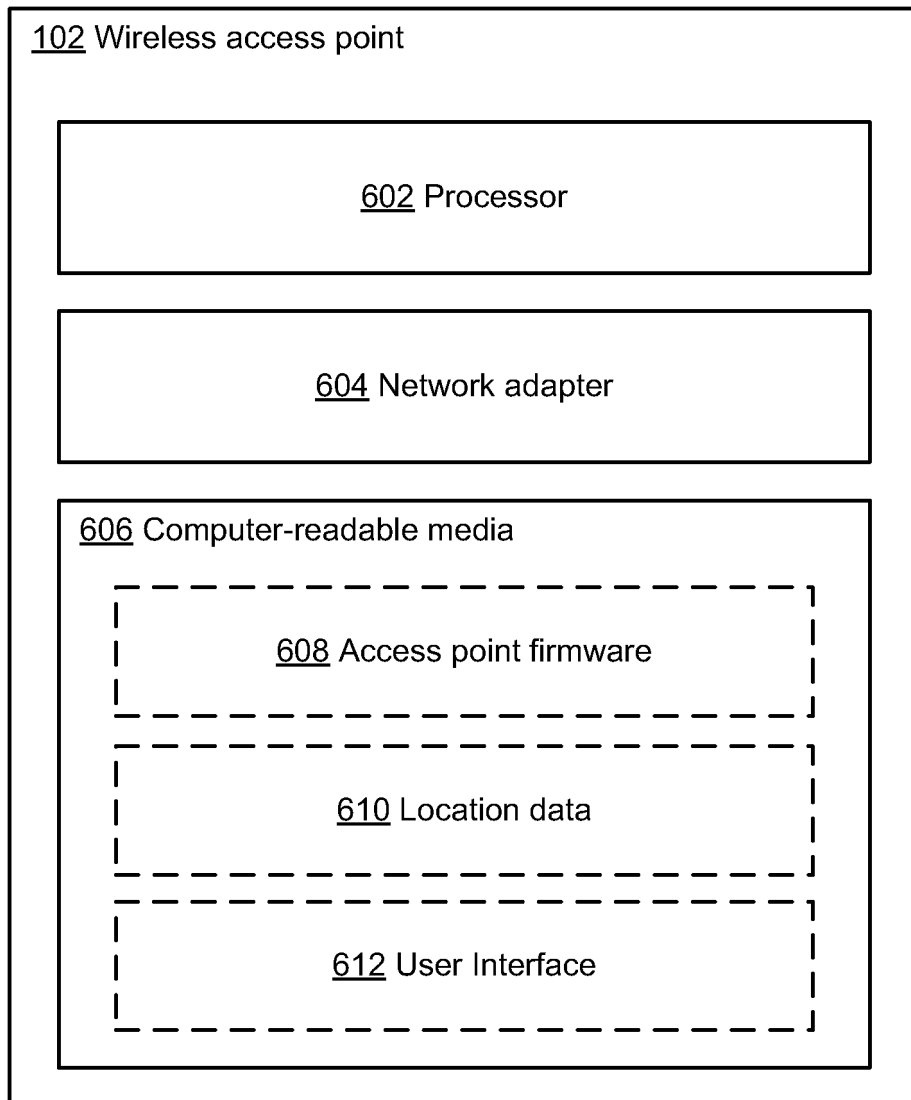 102 Wireless access point
602 Processor
604 Network adapter
606 Computer-readable media
608 Access point firmware
610 Location data
612 User Interface